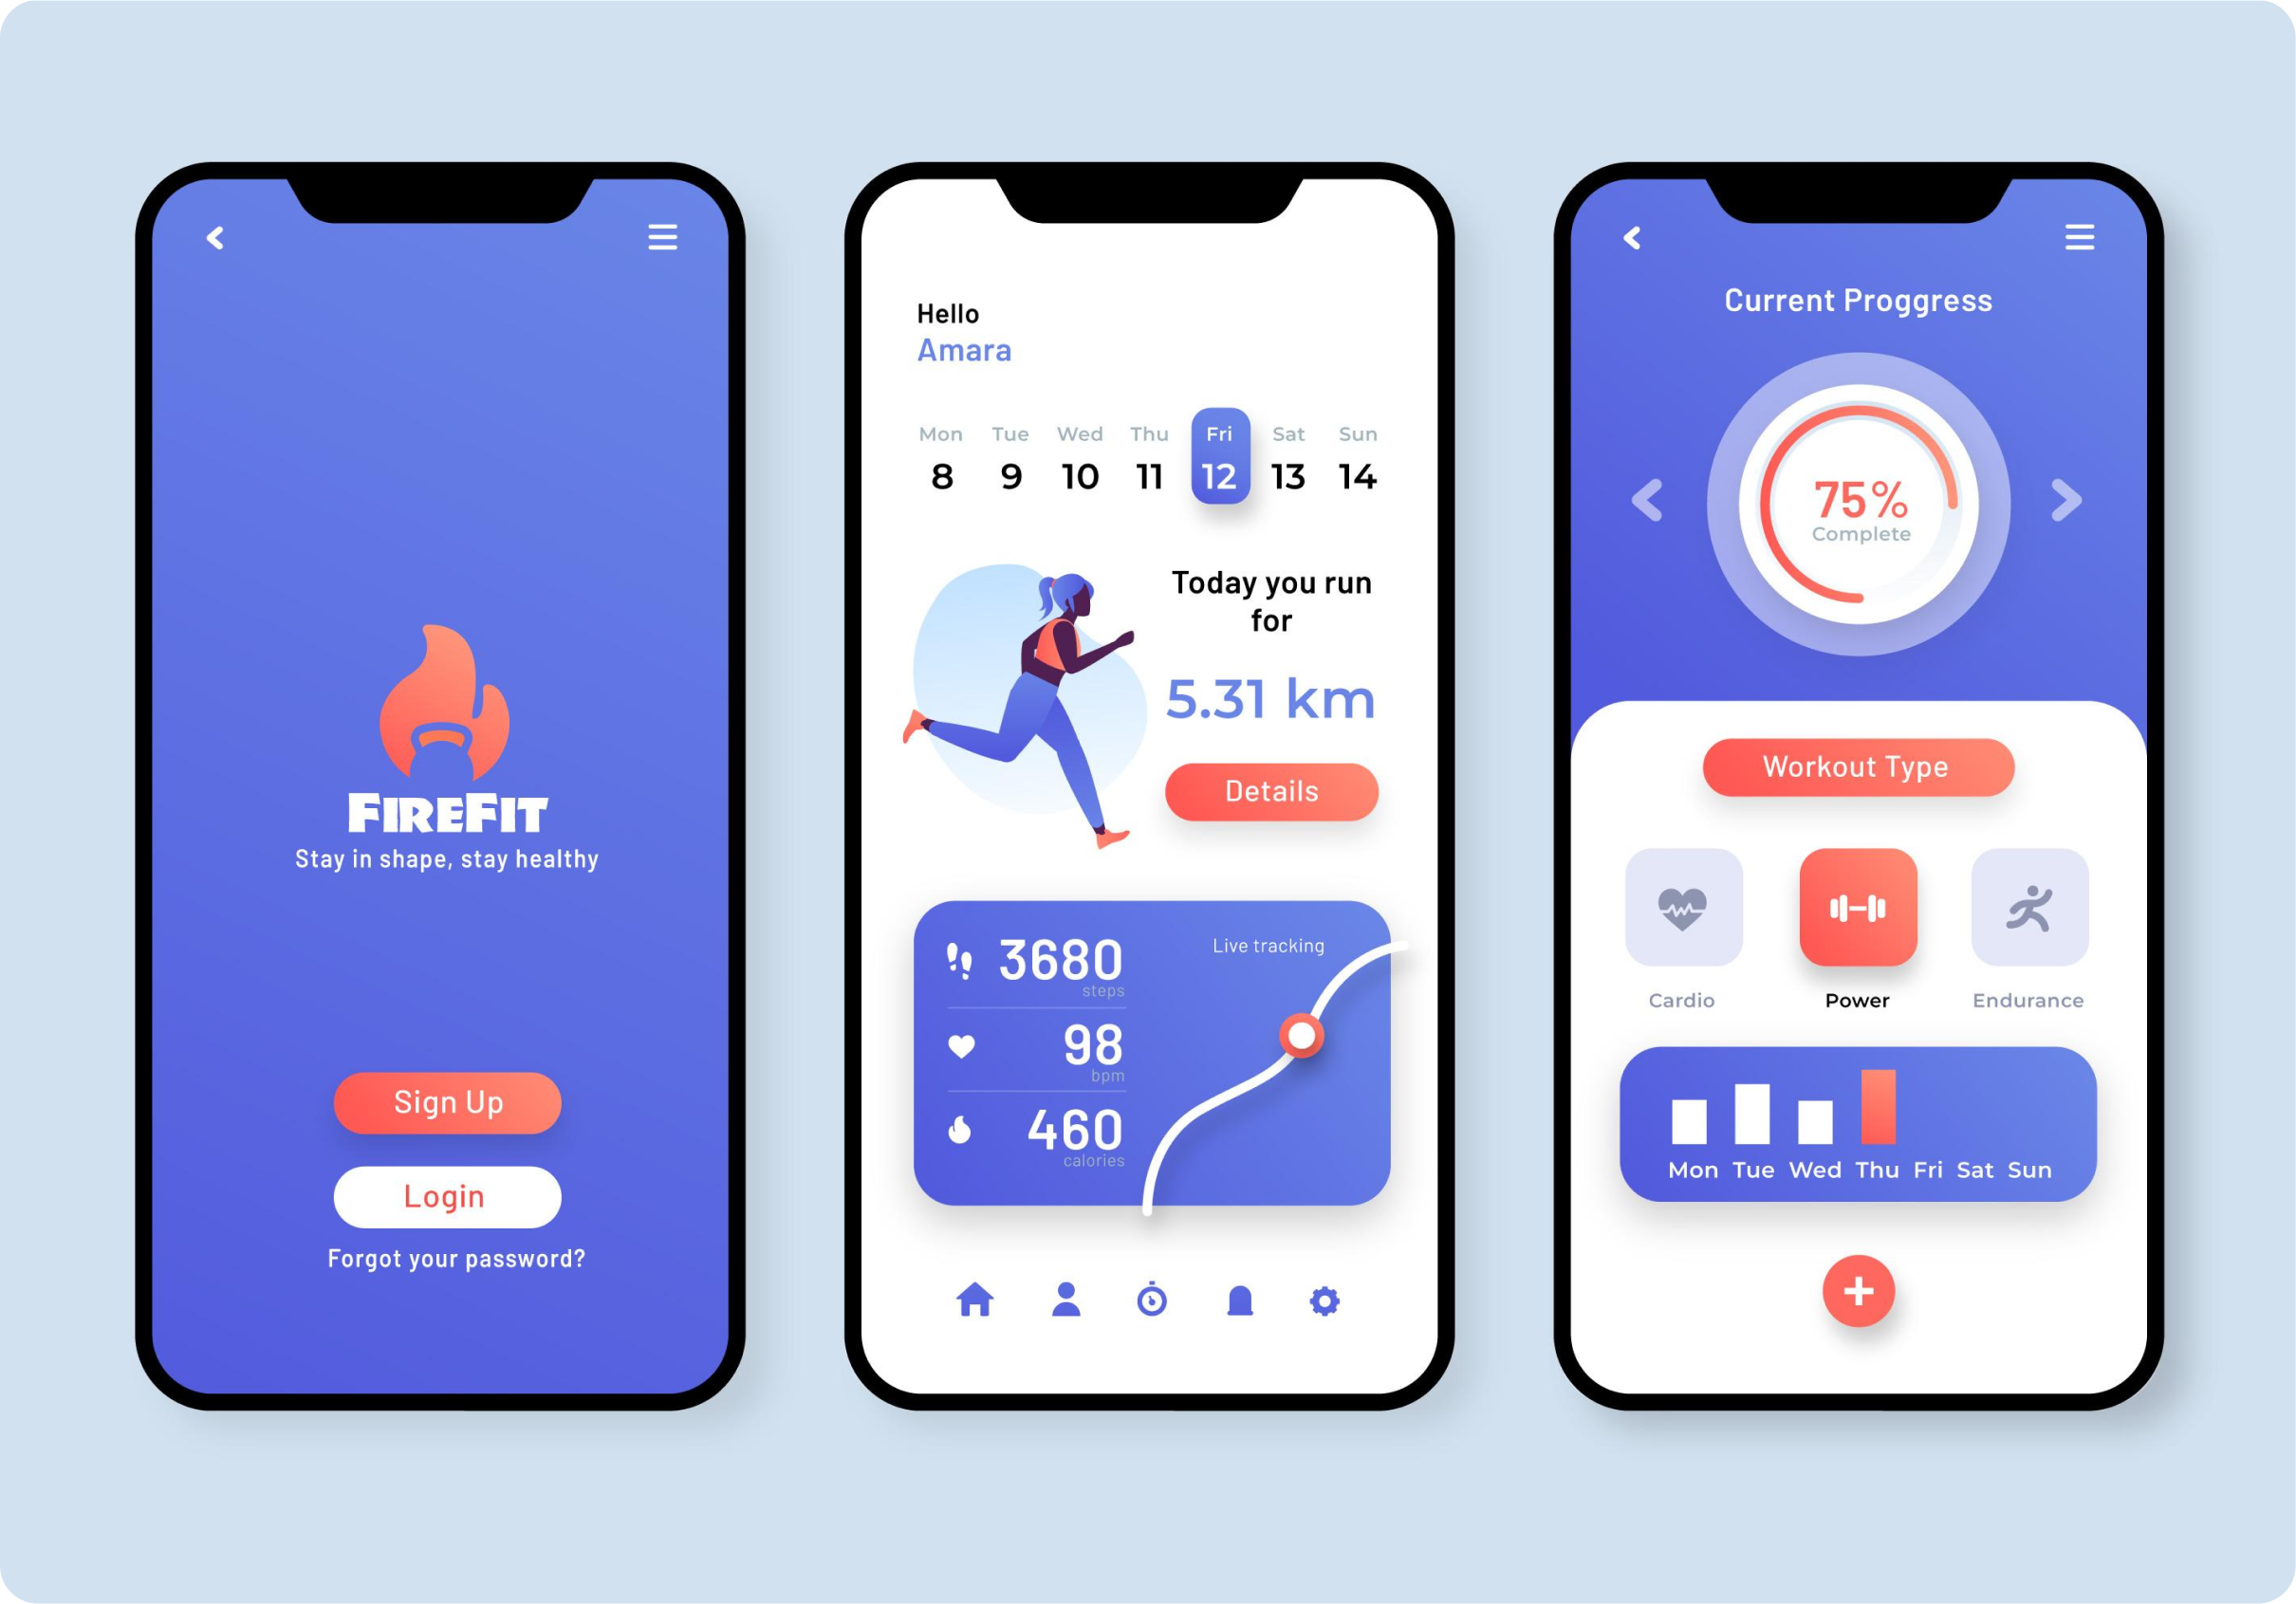 FIREFIT
Stay in shape, stay healthy
Sign Up
Login
Forgot your password?
Hello
Amara
Mon Tue Wed Thu Fri Sat Sun
8 9 10 11 12 13 14
Today you run
for
5.31 km
Details
3680
steps
98
bpm
460
calories
Live tracking
Current Proggress
75%
Complete
Workout Type
Cardio Power Endurance
Mon Tue Wed Thu Fri Sat Sun